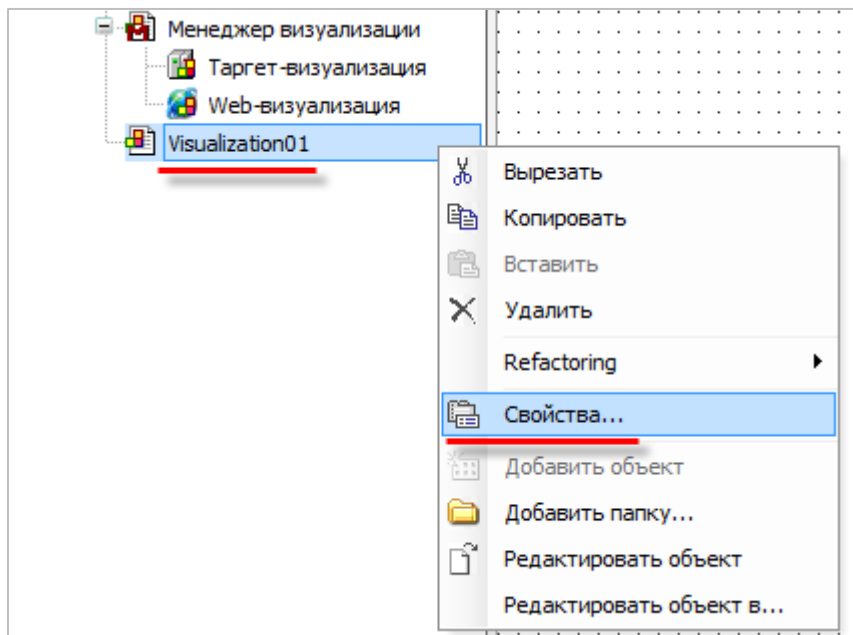 Менеджер визуализации
Таргет-визуализация
Web-визуализация
Visualization01
Вырезать
Копировать
Вставить
Удалить
Refactoring
Свойства...
Добавить объект
Добавить папку...
Редактировать объект
Редактировать объект в...